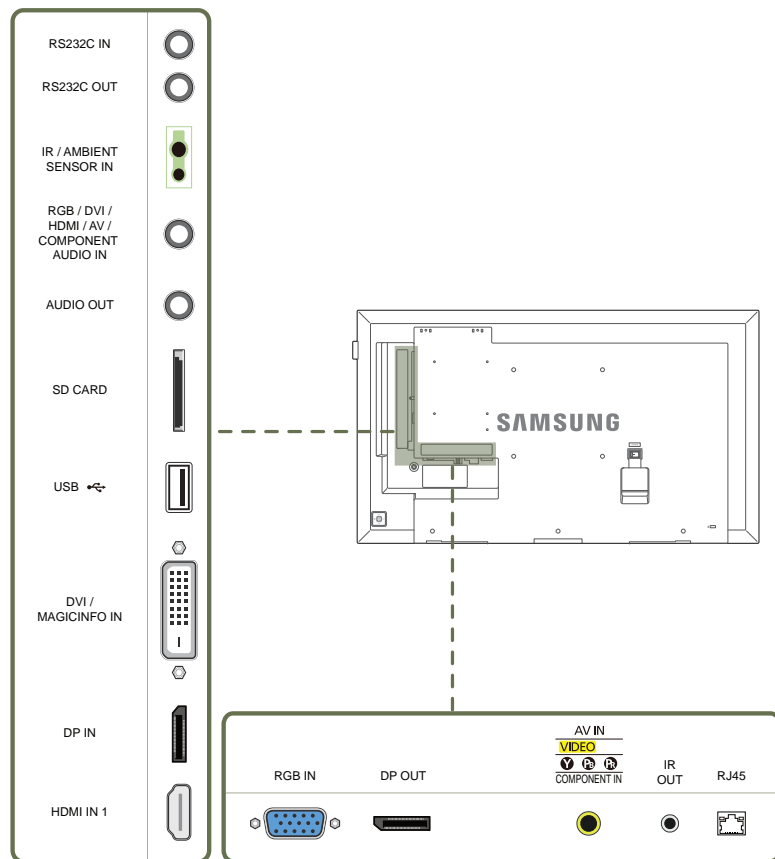 RS232C IN
RS232C OUT
IR / AMBIENT
SENSOR IN
RGB / DVI /
HDMI / AV /
COMPONENT
AUDIO IN
AUDIO OUT
SD CARD
USB
DVI /
MAGICINFO IN
DP IN
HDMI IN 1
SAMSUNG
RGB IN
DP OUT
AV IN
VIDEO
Y PB PR
COMPONENT IN
IR
OUT
RJ45